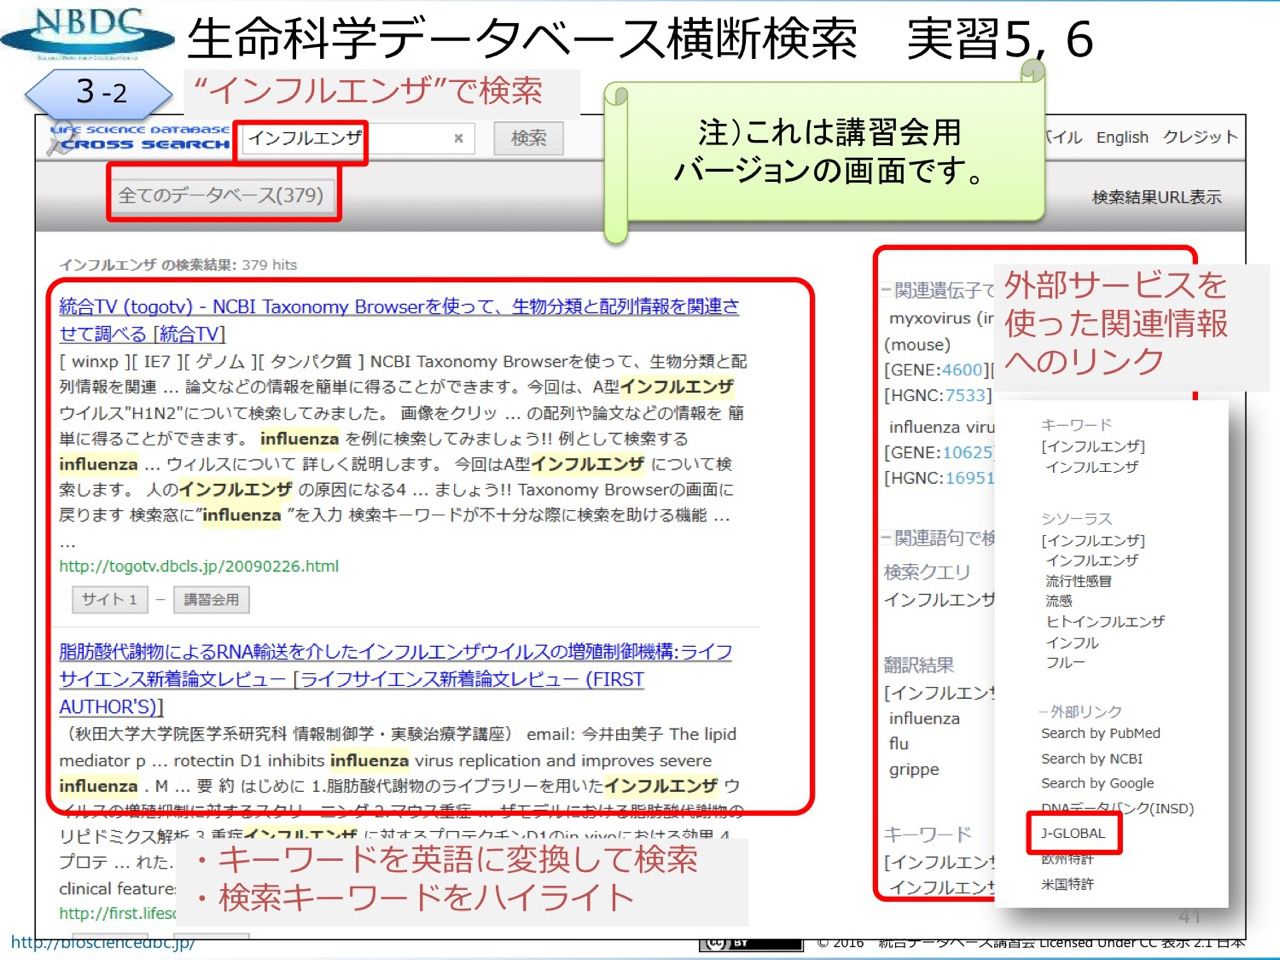 NBDC
生命科学データベース横断検索　実習5, 6
3-2
“インフルエンザ”で検索
注）これは講習会用
バージョンの画面です。
LIFE SCIENCE DATABASE
CROSS SEARCH
インフルエンザ
×
検索
バイル English クレジット
全てのデータベース(379)
検索結果URL表示
インフルエンザ の検索結果: 379 hits
統合TV (togotv) - NCBI Taxonomy Browserを使って、生物分類と配列情報を関連さ
せて調べる [統合TV]
[ winxp ][ IE7 ][ ゲノム ][ タンパク質 ] NCBI Taxonomy Browserを使って、生物分類と配
列情報を関連 ... 論文などの情報を簡単に得ることができます。今回は、A型インフルエンザ
ウイルス"H1N2"について検索してみました。 画像をクリッ ... の配列や論文などの情報を 簡
単に得ることができます。 influenza を例に検索してみましょう!! 例として検索する
influenza ... ウィルスについて 詳しく説明します。 今回はA型インフルエンザ について検
索します。 人のインフルエンザ の原因になる4 ... ましょう!! Taxonomy Browserの画面に
戻ります 検索窓に”influenza ”を入力 検索キーワードが不十分な際に検索を助ける機能 ...
...
http://togotv.dbcls.jp/20090226.html
サイト 1 － 講習会用
脂肪酸代謝物によるRNA輸送を介したインフルエンザウイルスの増殖制御機構:ライフ
サイエンス新着論文レビュー [ライフサイエンス新着論文レビュー (FIRST
AUTHOR'S)]
（秋田大学大学院医学系研究科 情報制御学・実験治療学講座） email: 今井由美子 The lipid
mediator p ... rotectin D1 inhibits influenza virus replication and improves severe
influenza . M ... 要 約 はじめに 1.脂肪酸代謝物のライブラリーを用いたインフルエンザ ウ
イルスの増殖抑制に対するスクリーニング 2.マウス重症 ... ザモデルにおける脂肪酸代謝物の
リピドミクス解析 3.重症インフルエンザ に対するプロテクチンD1のin vivoにおける効果 4.
プロテ ... れた.
clinical feature
http://first.lifesc
・キーワードを英語に変換して検索
・検索キーワードをハイライト
－関連遺伝子で
myxovirus (in
(mouse)
[GENE:4600][
[HGNC:7533]
influenza viru
[GENE:10625
[HGNC:16951
－関連語句で検
検索クエリ
インフルエンザ
翻訳結果
[インフルエンザ
influenza
flu
grippe
キーワード
[インフルエンザ
インフルエンザ
外部サービスを
使った関連情報
へのリンク
キーワード
[インフルエンザ]
インフルエンザ
シソーラス
[インフルエンザ]
インフルエンザ
流行性感冒
流感
ヒトインフルエンザ
インフル
フルー
－外部リンク
Search by PubMed
Search by NCBI
Search by Google
DNAデータバンク(INSD)
J-GLOBAL
欧州特許
米国特許
41
http://biosciencedbc.jp/
(cc) BY
© 2016 統合データベース講習会 Licensed Under CC 表示 2.1 日本